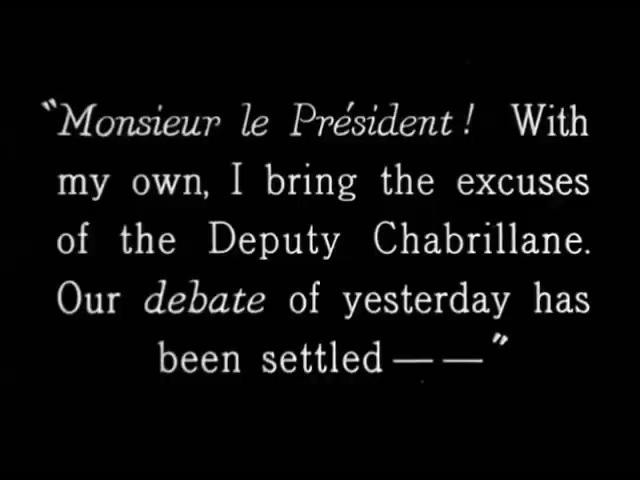 "Monsieur le Président! With
my own, I bring the excuses
of the Deputy Chabrillane.
Our debate of yesterday has
been settled — —"